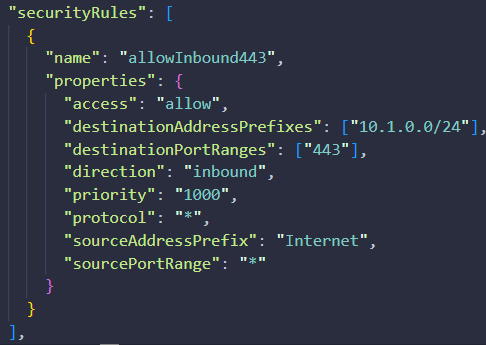 "securityRules": [
{
"name": "allowInbound443",
"properties": {
"access": "allow",
"destinationAddressPrefixes": ["10.1.0.0/24"],
"destinationPortRanges": ["443"],
"direction": "inbound",
"priority": "1000",
"protocol": "*",
"sourceAddressPrefix": "Internet",
"sourcePortRange": "*"
}
}
],